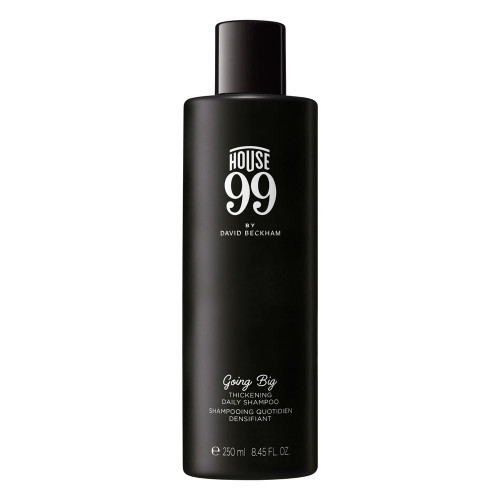 HOUSE
99
BY
DAVID BECKHAM
Going Big
THICKENING
DAILY SHAMPOO
SHAMPOOING QUOTIDIEN
DENSIFIANT
℮ 250 ml 8.45 FL. OZ.